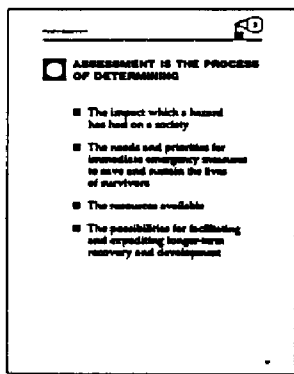 ASSESSMENT IS THE PROCESS
OF DETERMINING
■ The impact which a hazard
has had on a society
■ The needs and priorities for
immediate emergency measures
to save and sustain the lives
of survivors
■ The resources available
■ The possibilities for facilitating
and expediting longer-term
recovery and development